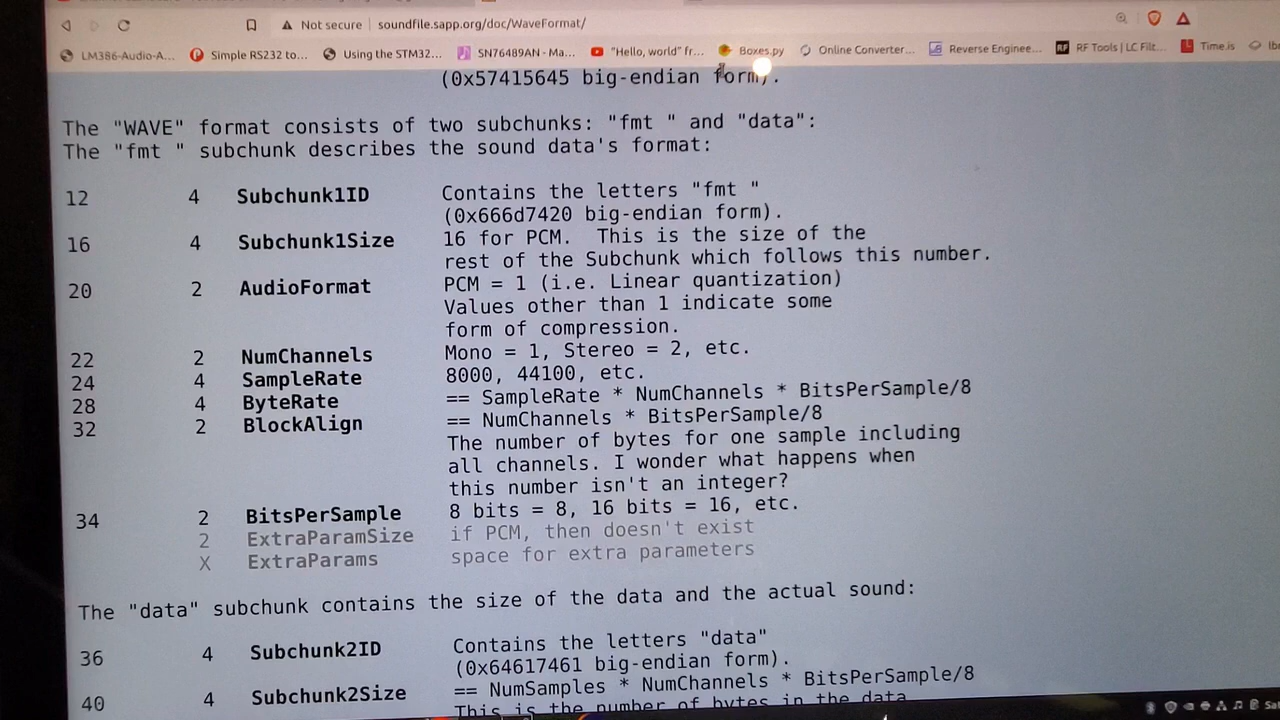 Not secure | soundfile.sapp.org/doc/WaveFormat/
LM386-Audio-A... Simple RS232 to... Using the STM32... SN76489AN - Ma... "Hello, world" fr... Boxes.py Online Converter... Reverse Enginee... RF Tools | LC Filt... Time.is
(0x57415645 big-endian form).
The "WAVE" format consists of two subchunks: "fmt " and "data":
The "fmt " subchunk describes the sound data's format:
12 4 Subchunk1ID Contains the letters "fmt "
(0x666d7420 big-endian form).
16 4 Subchunk1Size 16 for PCM. This is the size of the
rest of the Subchunk which follows this number.
20 2 AudioFormat PCM = 1 (i.e. Linear quantization)
Values other than 1 indicate some
form of compression.
22 2 NumChannels Mono = 1, Stereo = 2, etc.
24 4 SampleRate 8000, 44100, etc.
28 4 ByteRate == SampleRate * NumChannels * BitsPerSample/8
32 2 BlockAlign == NumChannels * BitsPerSample/8
The number of bytes for one sample including
all channels. I wonder what happens when
this number isn't an integer?
34 2 BitsPerSample 8 bits = 8, 16 bits = 16, etc.
2 ExtraParamSize if PCM, then doesn't exist
X ExtraParams space for extra parameters
The "data" subchunk contains the size of the data and the actual sound:
36 4 Subchunk2ID Contains the letters "data"
(0x64617461 big-endian form).
40 4 Subchunk2Size == NumSamples * NumChannels * BitsPerSample/8
This is the number of bytes in the data